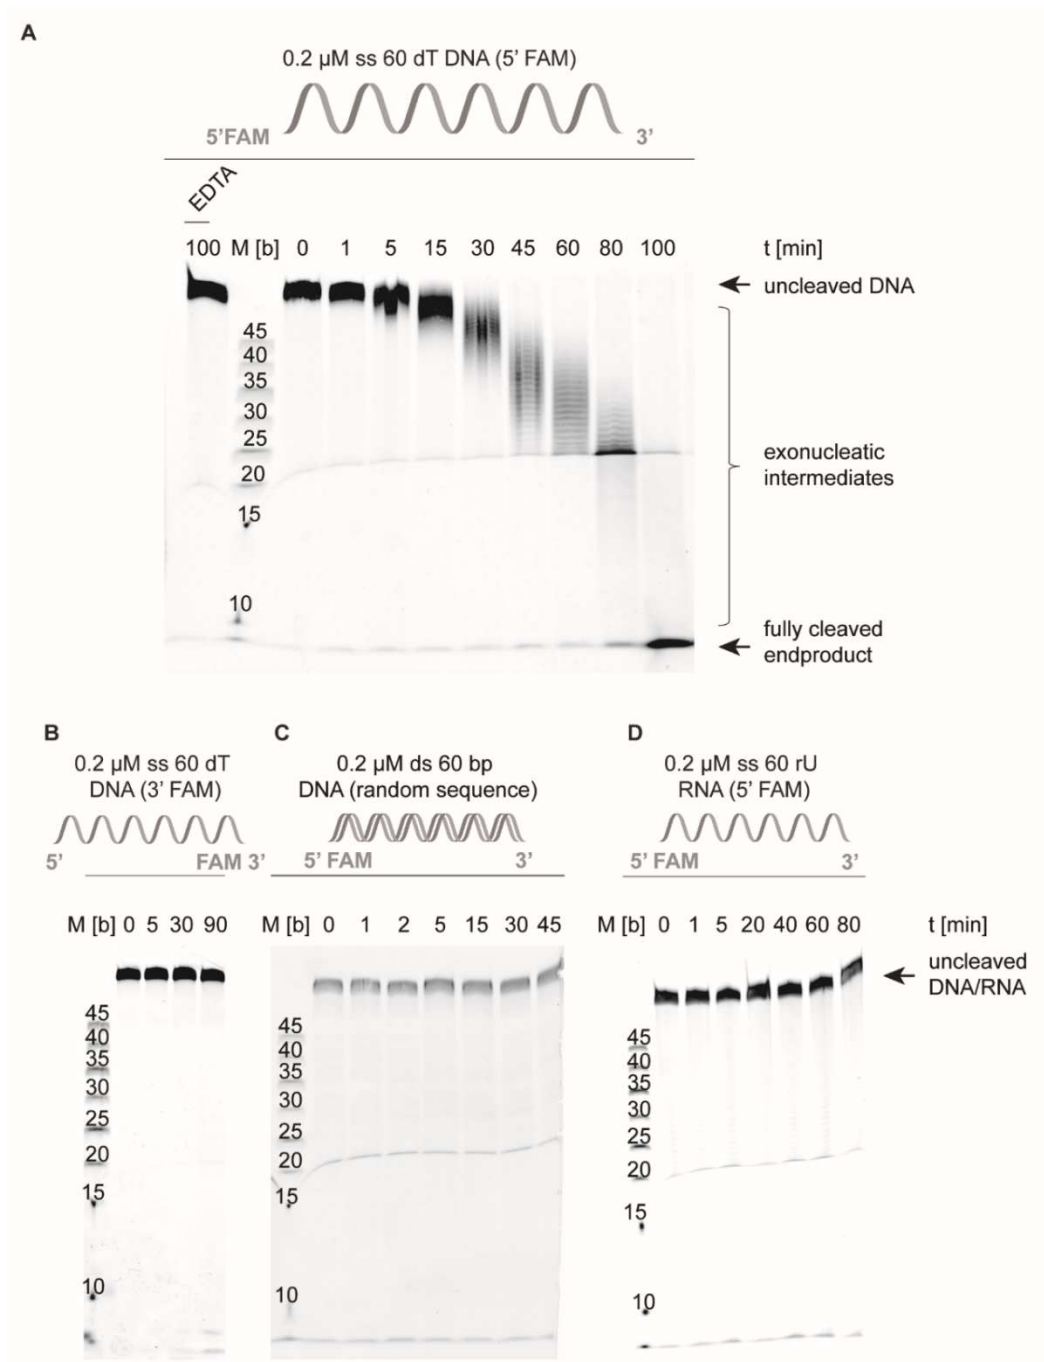 A
0.2 µM ss 60 dT DNA (5’ FAM)
5’FAM
3’
EDTA
100 M [b] 0 1 5 15 30 45 60 80 100 t [min]
uncleaved DNA
45
40
35
30
25
20
15
10
exonucleatic
intermediates
fully cleaved
endproduct
B
0.2 µM ss 60 dT
DNA (3’ FAM)
5’ FAM 3’
M [b] 0 5 30 90
45
40
35
30
25
20
15
10
C
0.2 µM ds 60 bp
DNA (random sequence)
5’ FAM 3’
M [b] 0 1 2 5 15 30 45
45
40
35
30
25
20
15
10
D
0.2 µM ss 60 rU
RNA (5’ FAM)
5’ FAM 3’
M [b] 0 1 5 20 40 60 80 t [min]
uncleaved
DNA/RNA
45
40
35
30
25
20
15
10